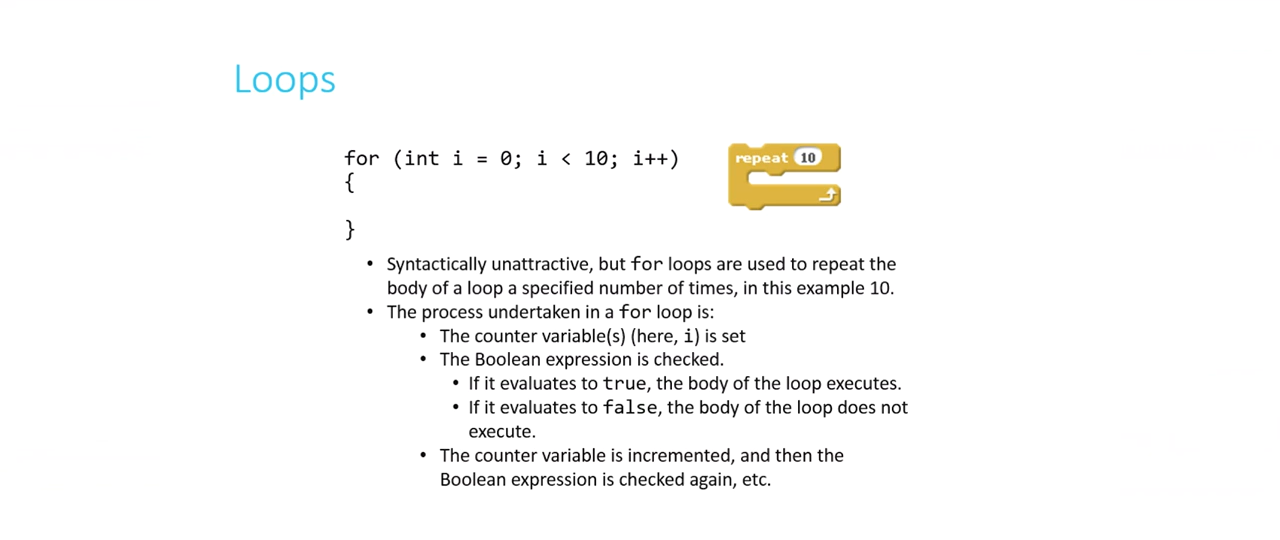 Loops
for (int i = 0; i < 10; i++)
repeat 10
{
}
• Syntactically unattractive, but for loops are used to repeat the
body of a loop a specified number of times, in this example 10.
• The process undertaken in a for loop is:
• The counter variable(s) (here, i) is set
• The Boolean expression is checked.
• If it evaluates to true, the body of the loop executes.
• If it evaluates to false, the body of the loop does not
execute.
• The counter variable is incremented, and then the
Boolean expression is checked again, etc.